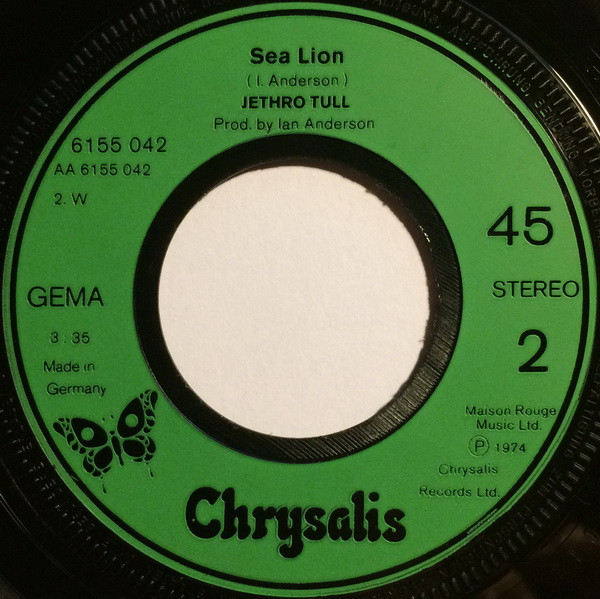 Sea Lion
( I. Anderson )
JETHRO TULL
Prod. by Ian Anderson
6155 042
AA 6155 042
2. W
45
GEMA
STEREO
3 : 35
2
Made in
Germany
Maison Rouge
Music Ltd.
Ⓟ 1974
Chrysalis
Records Ltd.
Chrysalis